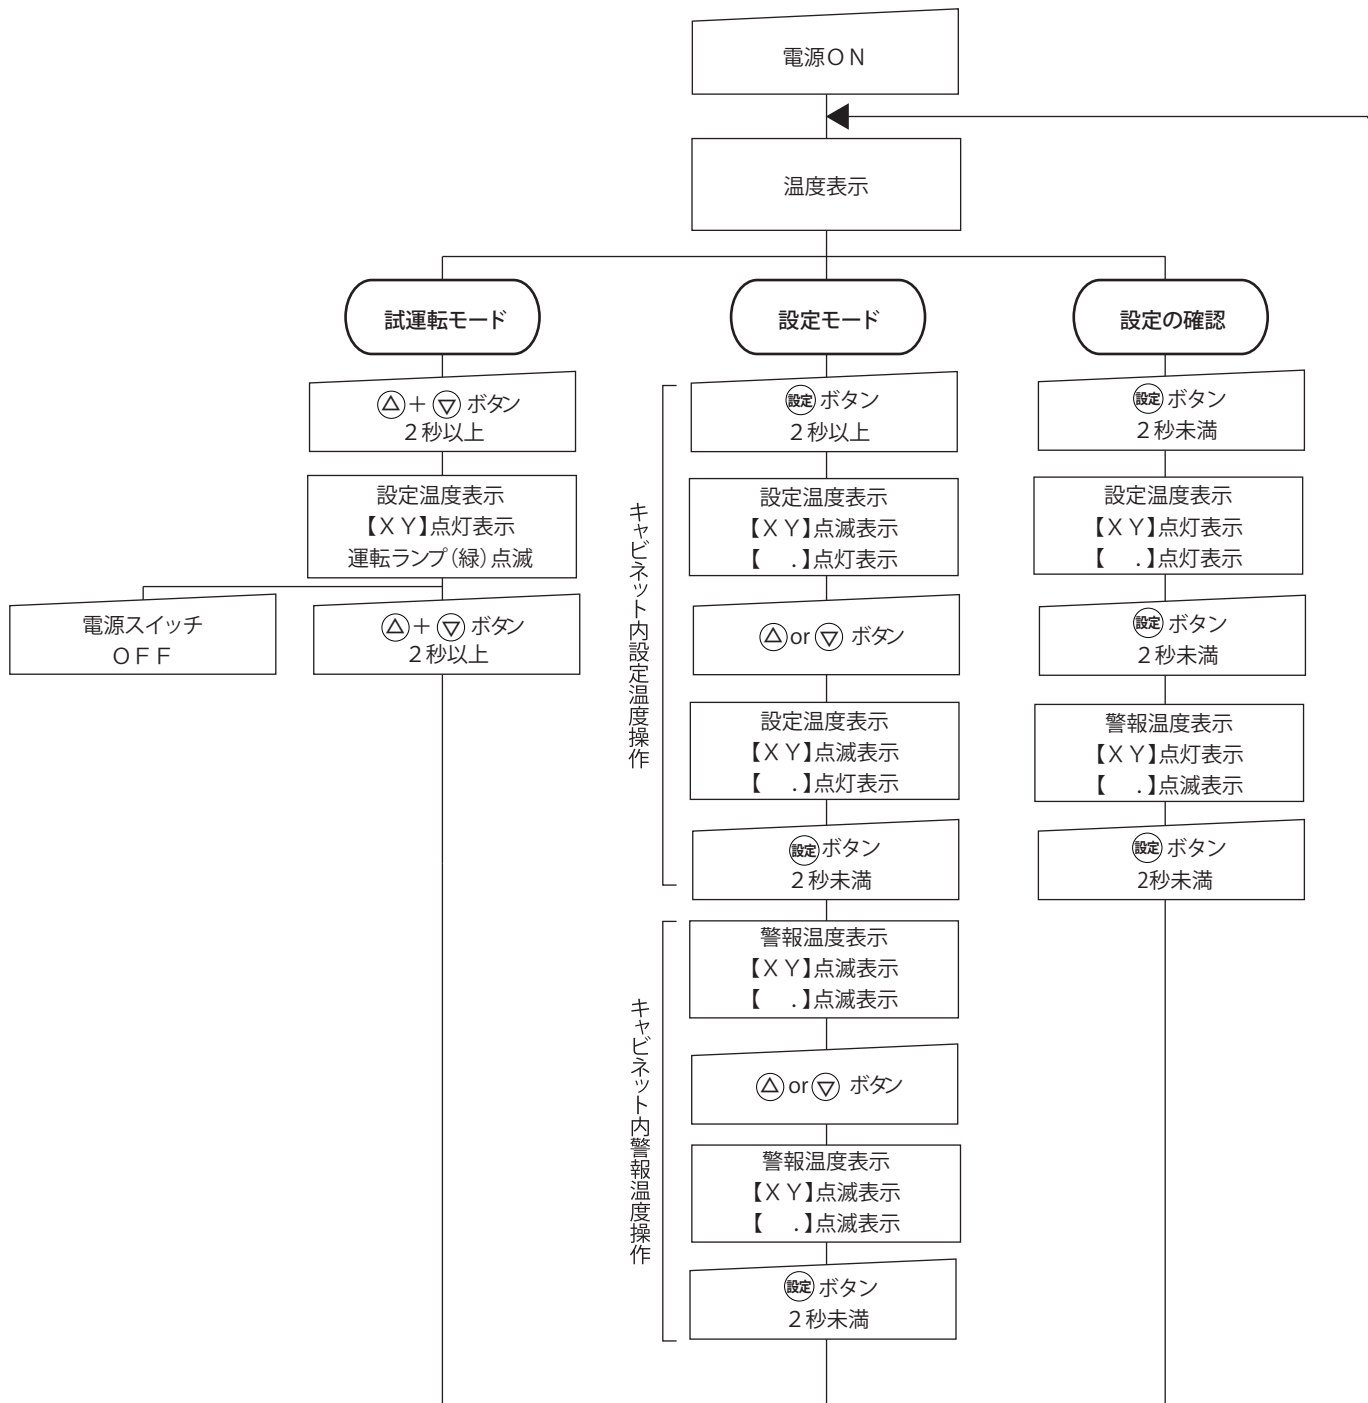 電源ＯＮ
温度表示
試運転モード
△＋▽ ボタン
２秒以上
設定温度表示
【ＸＹ】点灯表示
運転ランプ（緑）点滅
電源スイッチ
ＯＦＦ
△＋▽ ボタン
２秒以上
設定モード
キャビネット内設定温度操作
設定 ボタン
２秒以上
設定温度表示
【ＸＹ】点滅表示
【　．】点灯表示
△or▽ ボタン
設定温度表示
【ＸＹ】点滅表示
【　．】点灯表示
設定 ボタン
２秒未満
キャビネット内警報温度操作
警報温度表示
【ＸＹ】点滅表示
【　．】点滅表示
△or▽ ボタン
警報温度表示
【ＸＹ】点滅表示
【　．】点滅表示
設定 ボタン
２秒未満
設定の確認
設定 ボタン
２秒未満
設定温度表示
【ＸＹ】点灯表示
【　．】点灯表示
設定 ボタン
２秒未満
警報温度表示
【ＸＹ】点灯表示
【　．】点滅表示
設定 ボタン
2秒未満